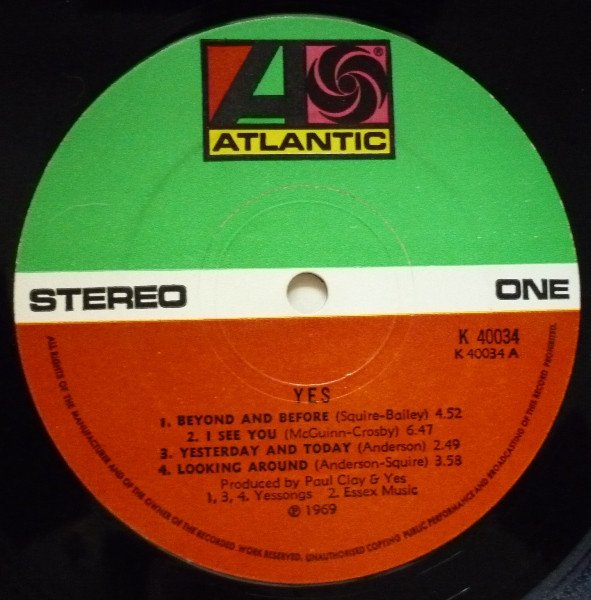 ®
ATLANTIC
STEREO
ONE
K 40034
K 40034 A
YES
1. BEYOND AND BEFORE (Squire-Bailey) 4.52
2. I SEE YOU (McGuinn-Crosby) 6.47
3. YESTERDAY AND TODAY (Anderson) 2.49
4. LOOKING AROUND (Anderson-Squire) 3.58
Produced by Paul Clay & Yes
1, 3, 4. Yessongs 2. Essex Music
℗ 1969
ALL RIGHTS OF THE MANUFACTURER AND OF THE OWNER OF THE RECORDED WORK RESERVED, UNAUTHORISED COPYING PUBLIC PERFORMANCE AND BROADCASTING OF THE RECORD PROHIBITED.